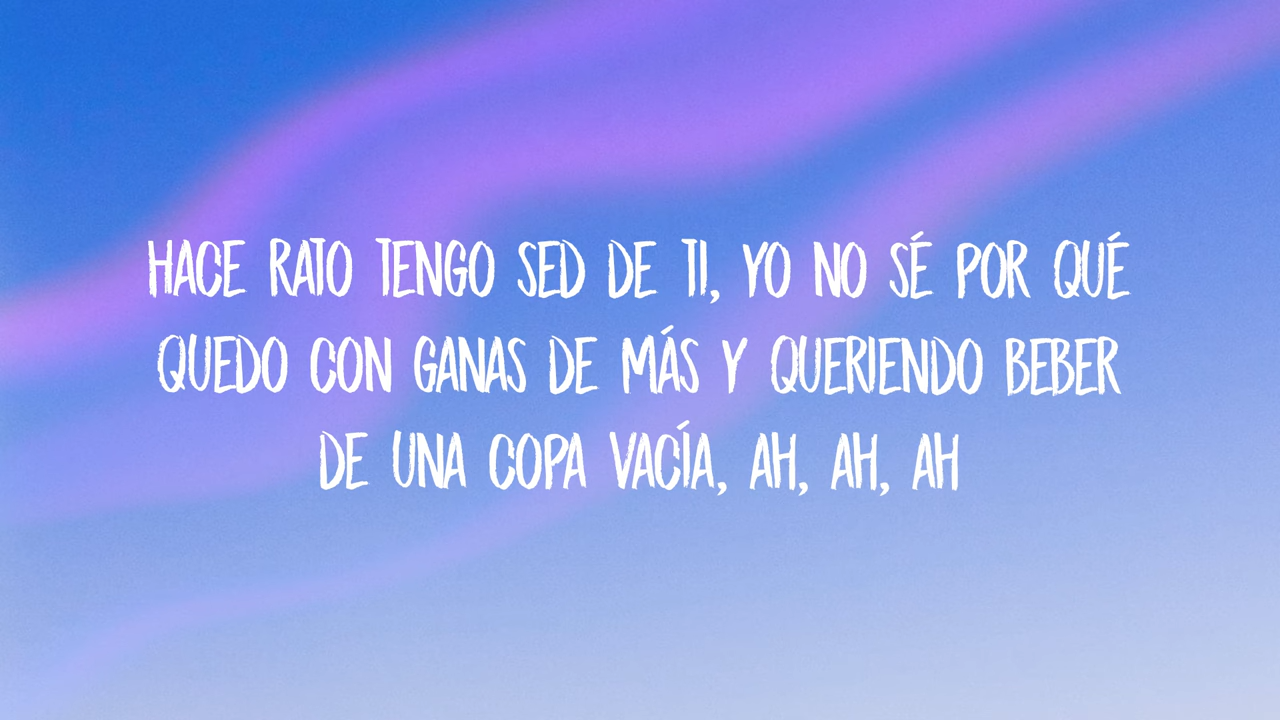 HACE RATO TENGO SED DE TI, YO NO SÉ POR QUÉ
QUEDO CON GANAS DE MÁS Y QUERIENDO BEBER
DE UNA COPA VACÍA, AH, AH, AH